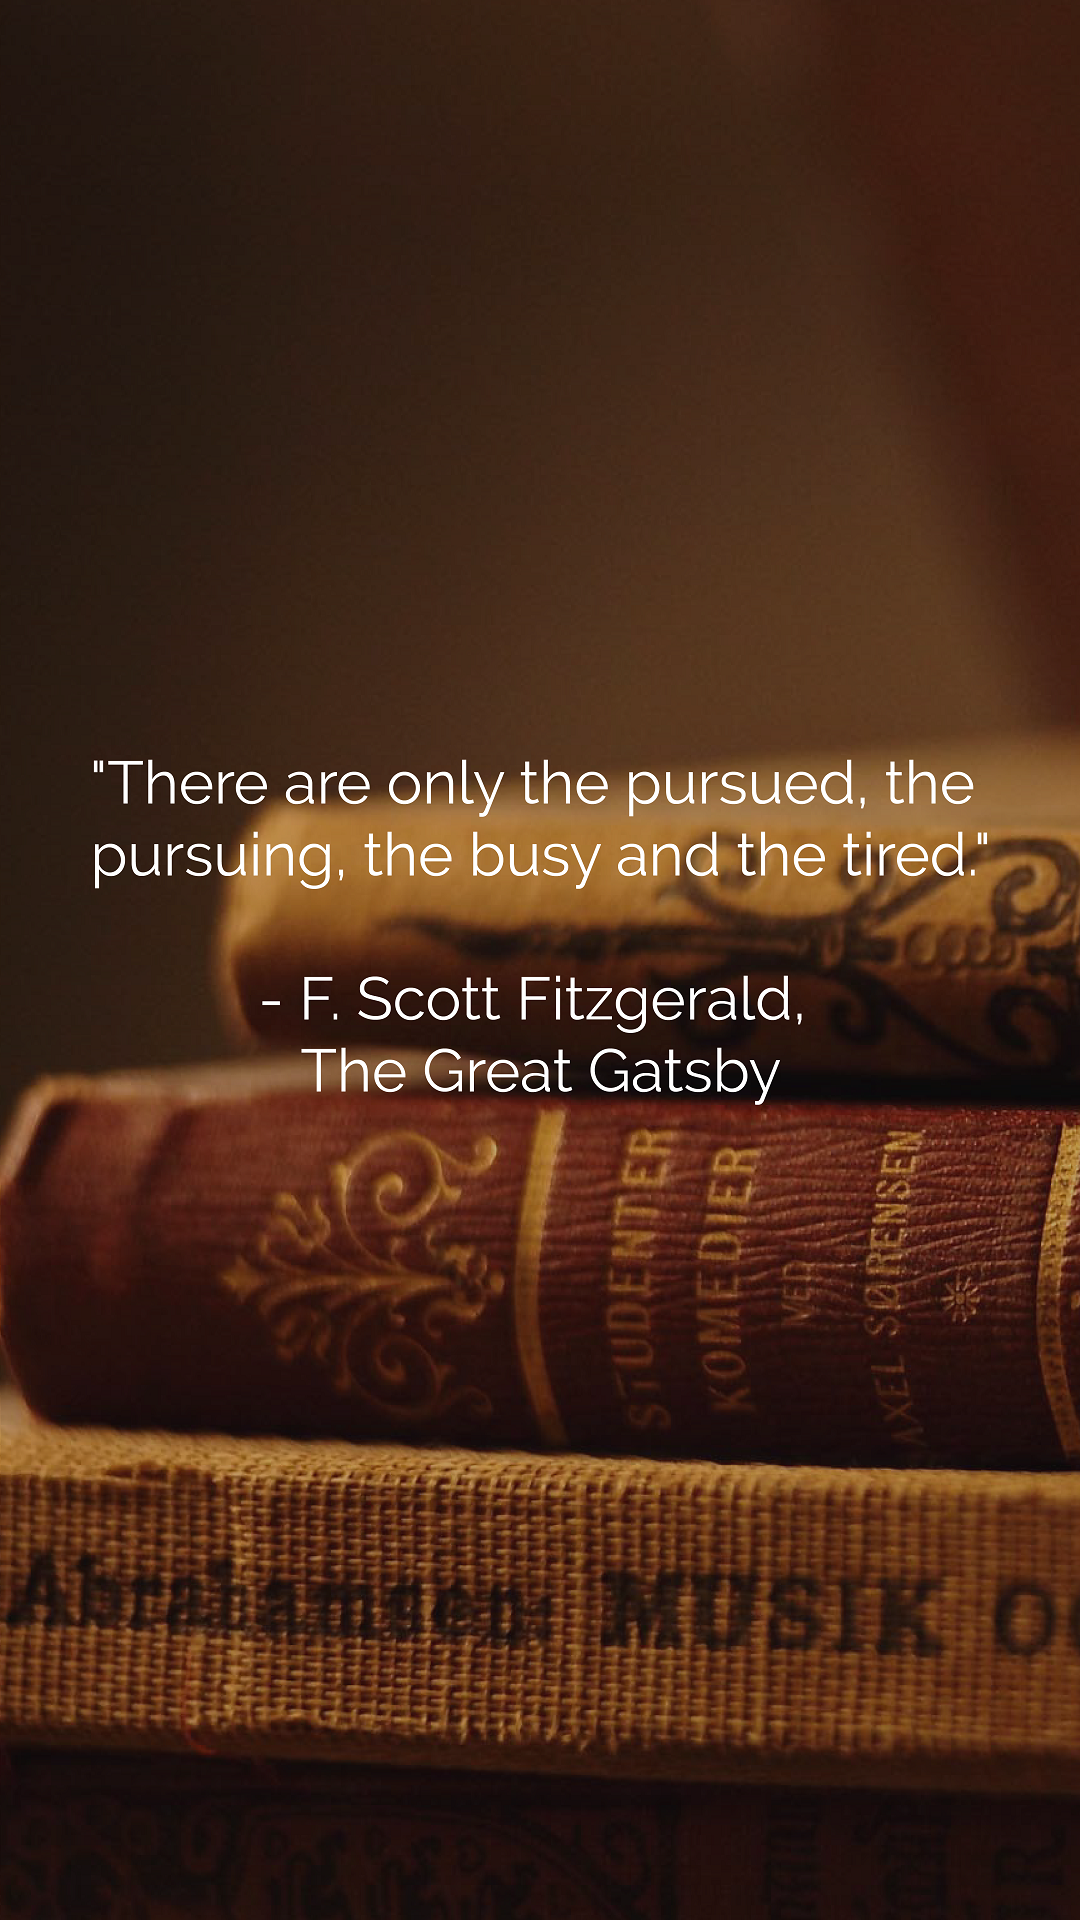 "There are only the pursued, the
pursuing, the busy and the tired."
- F. Scott Fitzgerald,
The Great Gatsby
STUDENTER
KOMEDIER
VED
AXEL SØRENSEN
Abrahamsen: MUSIK